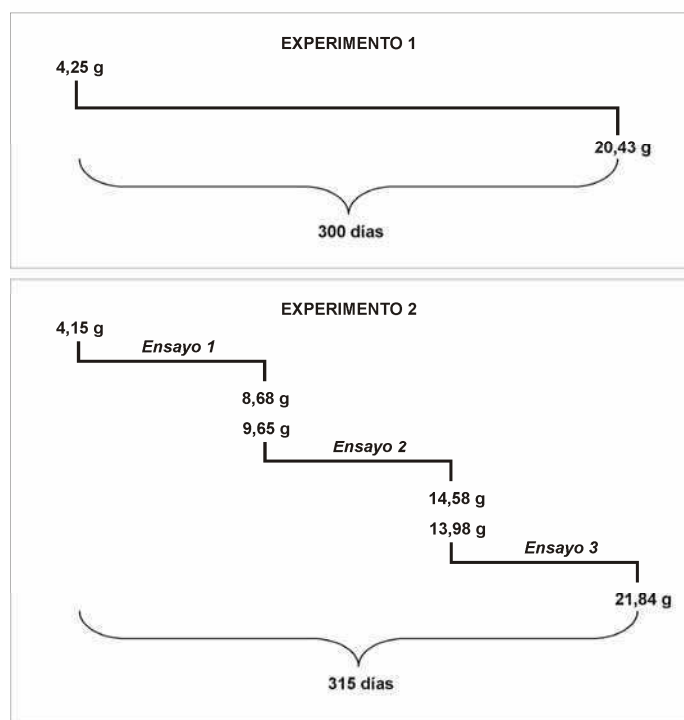 EXPERIMENTO 1
4,25 g
20,43 g
300 días
EXPERIMENTO 2
4,15 g
Ensayo 1
8,68 g
9,65 g
Ensayo 2
14,58 g
13,98 g
Ensayo 3
21,84 g
315 días